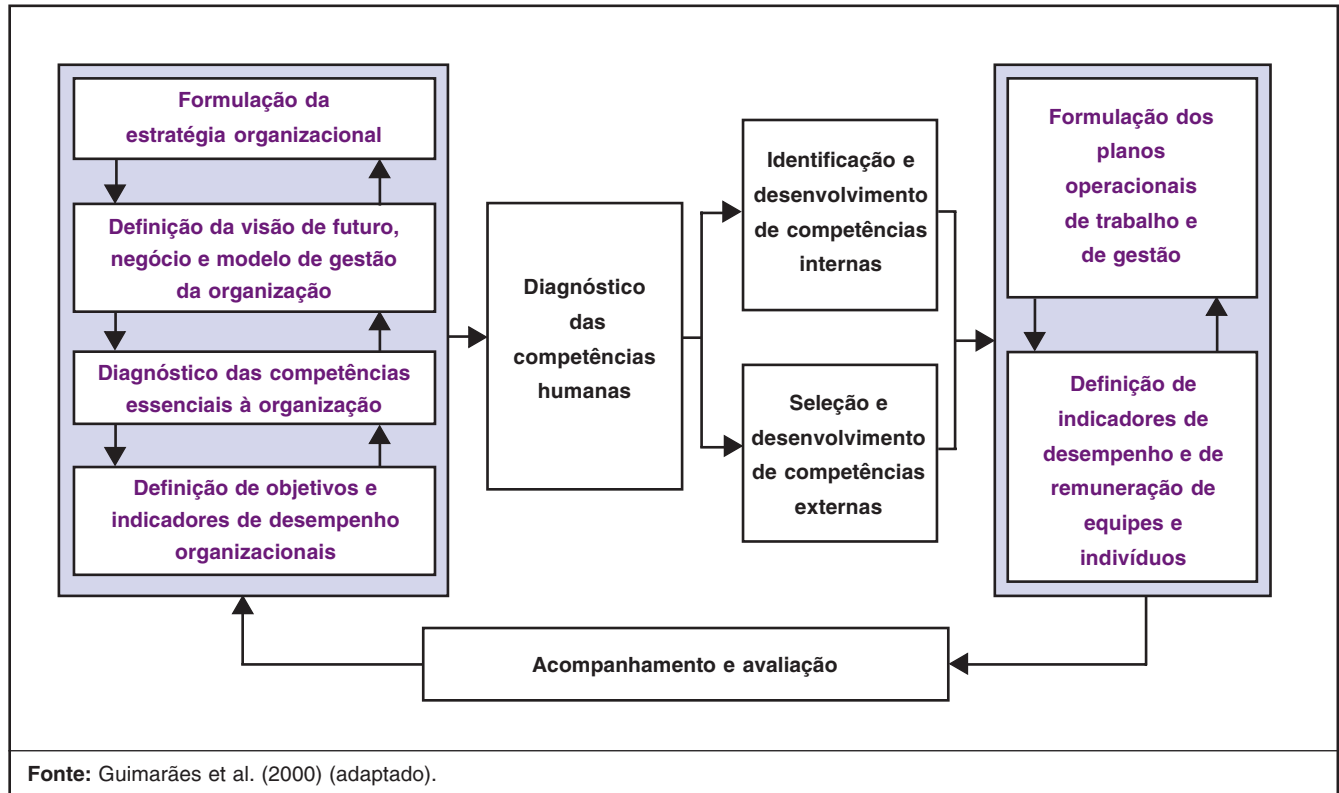 Formulação da
estratégia organizacional
Definição da visão de futuro,
negócio e modelo de gestão
da organização
Diagnóstico das competências
essenciais à organização
Definição de objetivos e
indicadores de desempenho
organizacionais
Diagnóstico
das
competências
humanas
Identificação e
desenvolvimento
de competências
internas
Seleção e
desenvolvimento
de competências
externas
Formulação dos
planos
operacionais
de trabalho e
de gestão
Definição de
indicadores de
desempenho e de
remuneração de
equipes e
indivíduos
Acompanhamento e avaliação
Fonte: Guimarães et al. (2000) (adaptado).